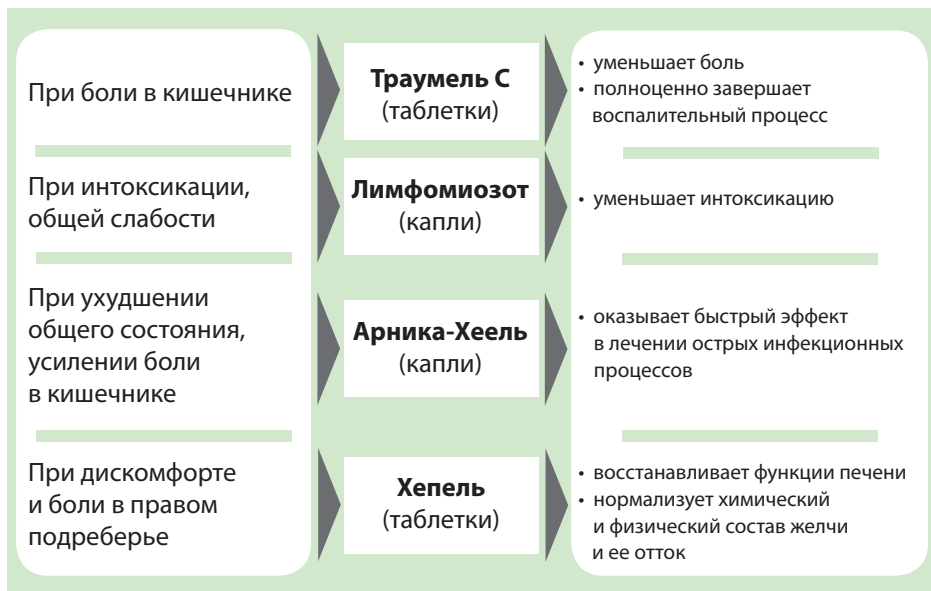 При боли в кишечнике
Траумель С
(таблетки)
• уменьшает боль
• полноценно завершает
воспалительный процесс
При интоксикации,
общей слабости
Лимфомиозот
(капли)
• уменьшает интоксикацию
При ухудшении
общего состояния,
усилении боли
в кишечнике
Арника-Хеель
(капли)
• оказывает быстрый эффект
в лечении острых инфекционных
процессов
При дискомфорте
и боли в правом
подреберье
Хепель
(таблетки)
• восстанавливает функции печени
• нормализует химический
и физический состав желчи
и ее отток